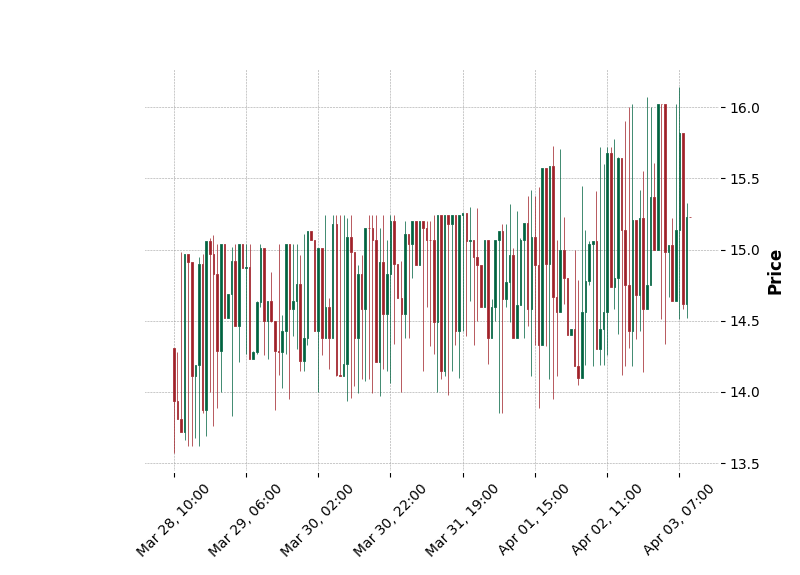 16.0
15.5
15.0
14.5
14.0
13.5
Price
Mar 28, 10:00
Mar 29, 06:00
Mar 30, 02:00
Mar 30, 22:00
Mar 31, 19:00
Apr 01, 15:00
Apr 02, 11:00
Apr 03, 07:00